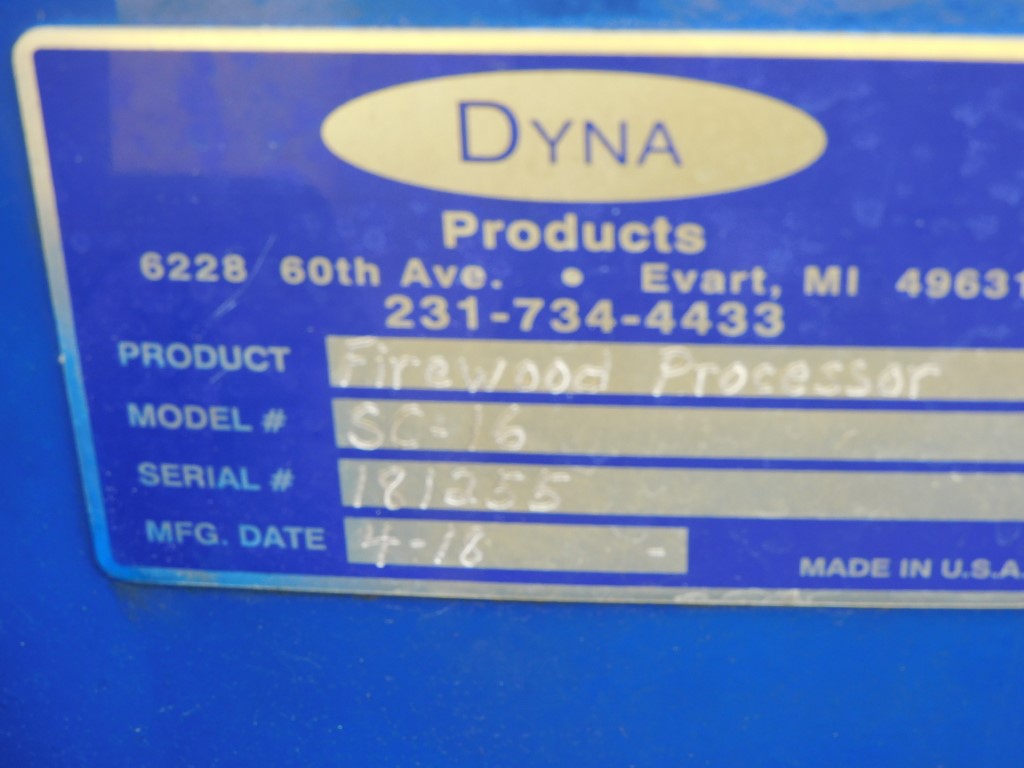 DYNA
Products
6228 60th Ave. • Evart, MI 49631
231-734-4433
PRODUCT Firewood Processor
MODEL # SC-16
SERIAL # 181255
MFG. DATE 4-18 -
MADE IN U.S.A.